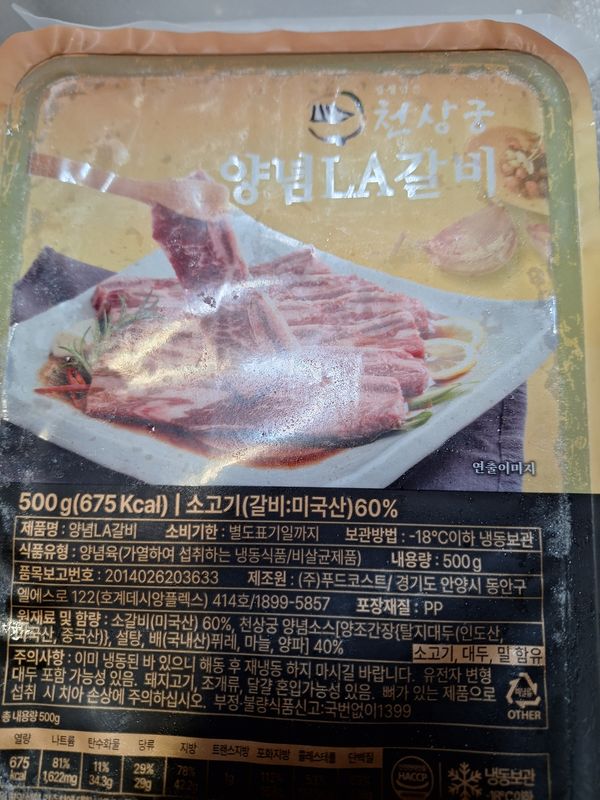 천상궁
양념LA갈비
연출이미지
500g(675Kcal) | 소고기(갈비:미국산)60%
제품명 : 양념LA갈비 소비기한 : 별도표기일까지 보관방법 : -18℃이하 냉동보관
식품유형 : 양념육(가열하여 섭취하는 냉동식품/비살균제품) 내용량 : 500g
품목보고번호 : 2014026203633 제조원 : (주)푸드코스트/ 경기도 안양시 동안구
엘에스로 122(호계데시앙플렉스) 414호/1899-5857 포장재질 : PP
원재료 및 함량 : 소갈비(미국산) 60%, 천상궁 양념소스[양조간장{탈지대두(인도산,
중국산)}, 설탕, 배(국내산)퓌레, 마늘, 양파] 40%
소고기, 대두, 밀 함유
주의사항 : 이미 냉동된 바 있으니 해동 후 재냉동 하지 마시길 바랍니다. 유전자 변형
대두 포함 가능성 있음. 돼지고기, 조개류, 알갈 혼입가능성 있음. 뼈가 있는 제품으로
섭취 시 치아 손상에 주의하십시오. 부정·불량식품신고:국번없이1399
OTHER
총 내용량 500g
열량 나트륨 탄수화물 당류 지방 트랜스지방 포화지방 콜레스테롤 단백질
675 kcal 81% 1,622mg 11% 34.3g 29% 29g 78%
HACCP
냉동보관
-18℃이하